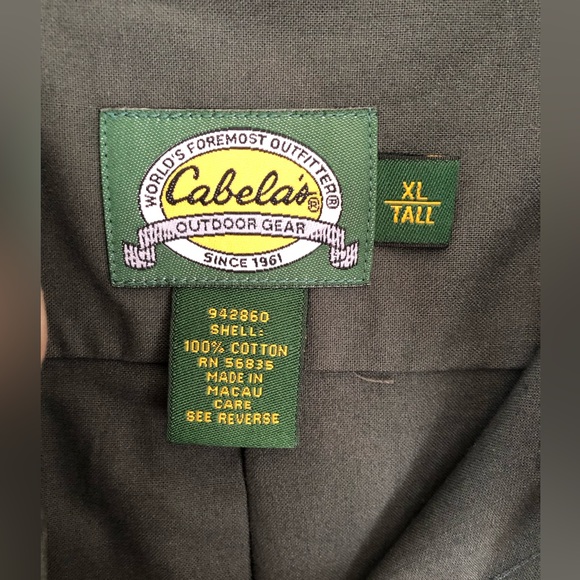 WORLD'S FOREMOST OUTFITTER®
Cabela's®
OUTDOOR GEAR
SINCE 1961
XL
TALL
942860
SHELL:
100% COTTON
RN 56835
MADE IN
MACAU
CARE
SEE REVERSE